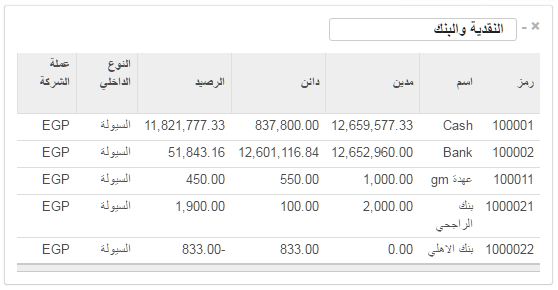 النقدية والبنك
رمز اسم مدين دائن الرصيد النوع الداخلي عملة الشركة
100001 Cash 12,659,577.33 837,800.00 11,821,777.33 السيولة EGP
100002 Bank 12,652,960.00 12,601,116.84 51,843.16 السيولة EGP
100011 عهدة gm 1,000.00 550.00 450.00 السيولة EGP
1000021 بنك الراجحي 2,000.00 100.00 1,900.00 السيولة EGP
1000022 بنك الاهلي 0.00 833.00 833.00- السيولة EGP